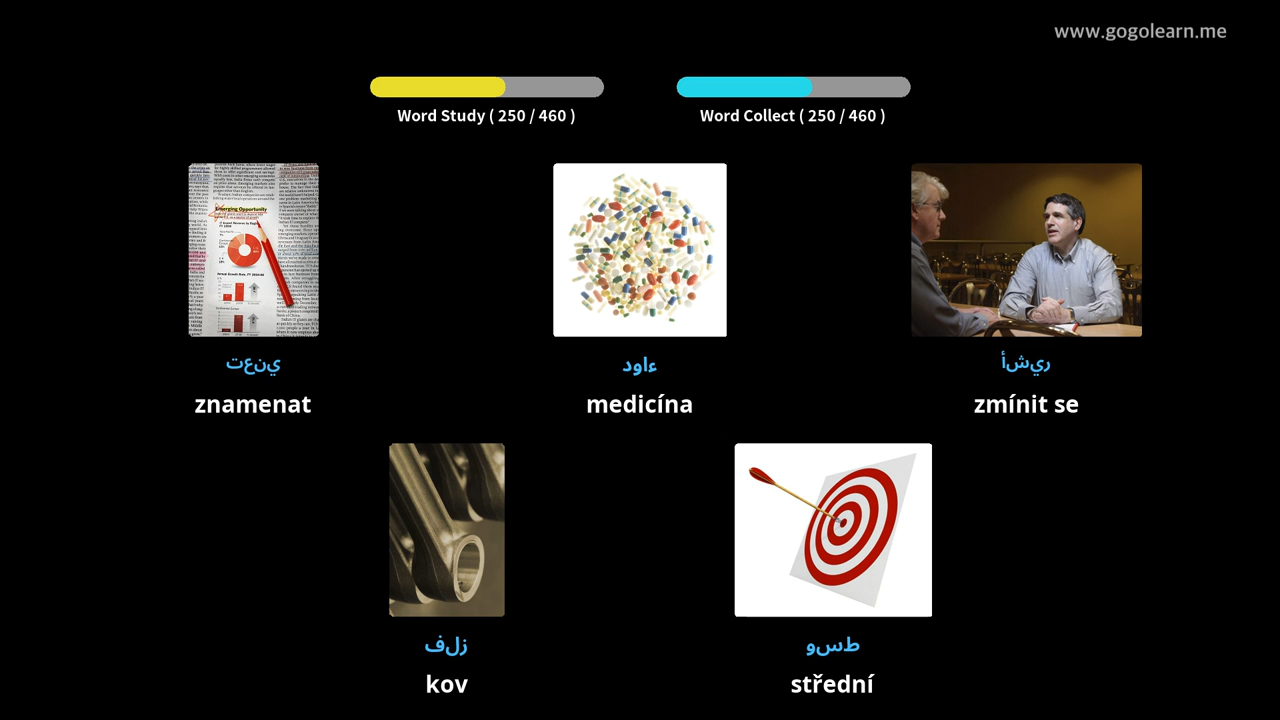 www.gogolearn.me
Word Study ( 250 / 460 )
Word Collect ( 250 / 460 )
ينعت
znamenat
ءاود
medicína
ريشأ
zmínit se
زلف
kov
طسو
střední